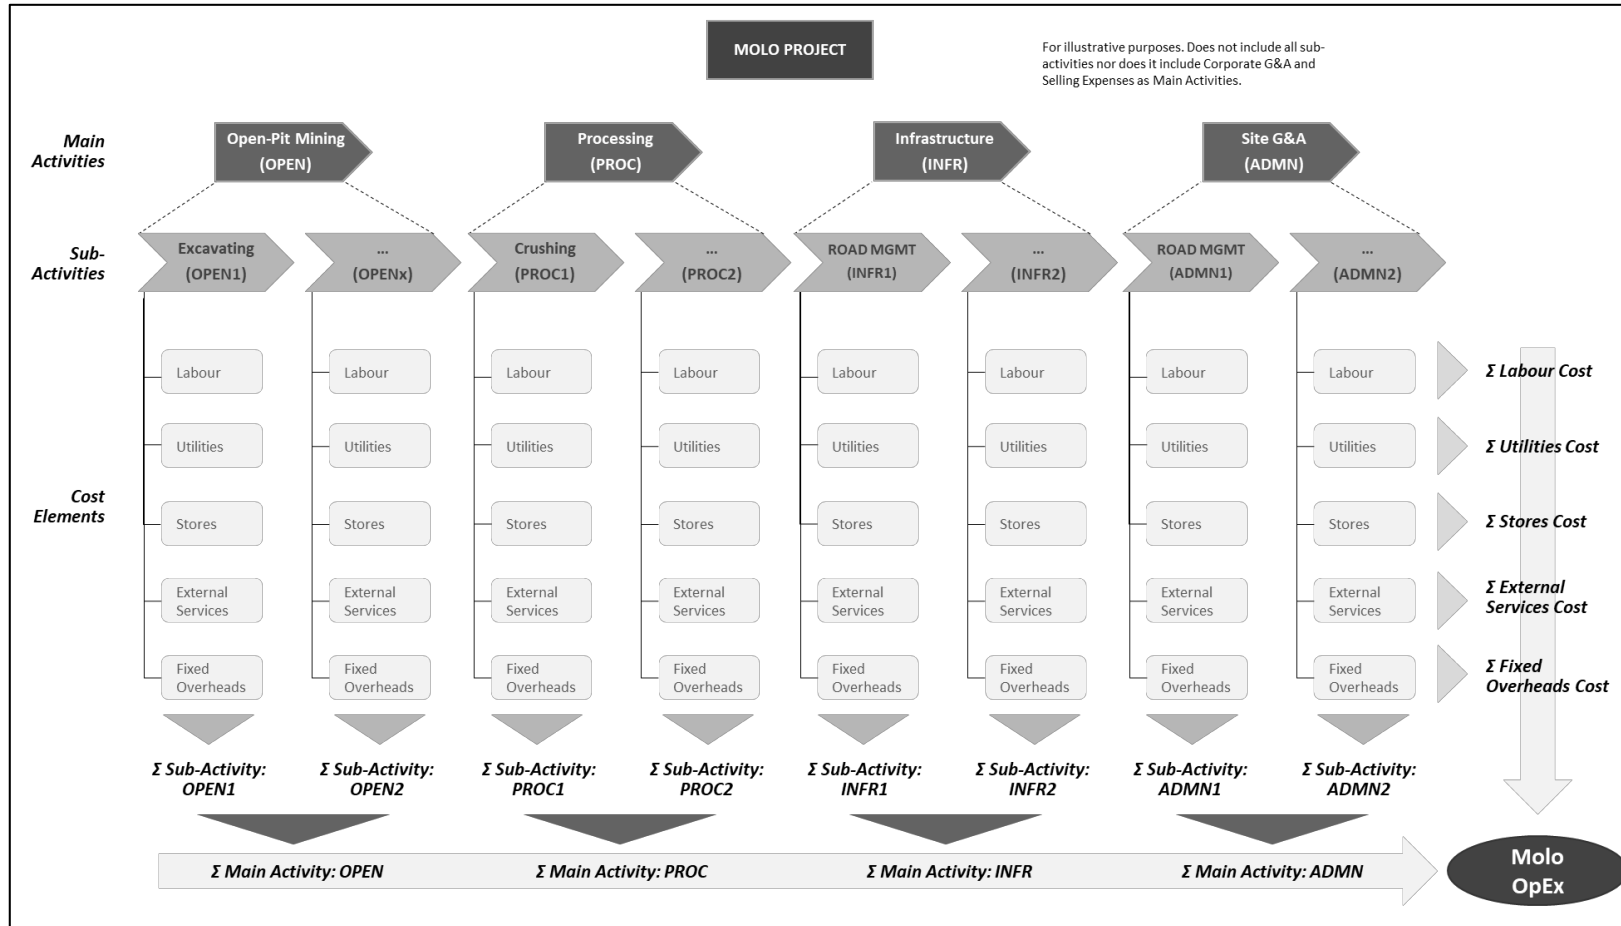 MOLO PROJECT
For illustrative purposes. Does not include all sub-
activities nor does it include Corporate G&A and
Selling Expenses as Main Activities.
Main
Activities
Open-Pit Mining
(OPEN)
Processing
(PROC)
Infrastructure
(INFR)
Site G&A
(ADMN)
Sub-
Activities
Excavating
(OPEN1)
...
(OPENx)
Crushing
(PROC1)
...
(PROC2)
ROAD MGMT
(INFR1)
...
(INFR2)
ROAD MGMT
(ADMN1)
...
(ADMN2)
Cost
Elements
Labour
Labour
Labour
Labour
Labour
Labour
Labour
Labour
Σ Labour Cost
Utilities
Utilities
Utilities
Utilities
Utilities
Utilities
Utilities
Utilities
Σ Utilities Cost
Stores
Stores
Stores
Stores
Stores
Stores
Stores
Stores
Σ Stores Cost
External
Services
External
Services
External
Services
External
Services
External
Services
External
Services
External
Services
External
Services
Σ External
Services Cost
Fixed
Overheads
Fixed
Overheads
Fixed
Overheads
Fixed
Overheads
Fixed
Overheads
Fixed
Overheads
Fixed
Overheads
Fixed
Overheads
Σ Fixed
Overheads Cost
Σ Sub-Activity:
OPEN1
Σ Sub-Activity:
OPEN2
Σ Sub-Activity:
PROC1
Σ Sub-Activity:
PROC2
Σ Sub-Activity:
INFR1
Σ Sub-Activity:
INFR2
Σ Sub-Activity:
ADMN1
Σ Sub-Activity:
ADMN2
Σ Main Activity: OPEN
Σ Main Activity: PROC
Σ Main Activity: INFR
Σ Main Activity: ADMN
Molo
OpEx